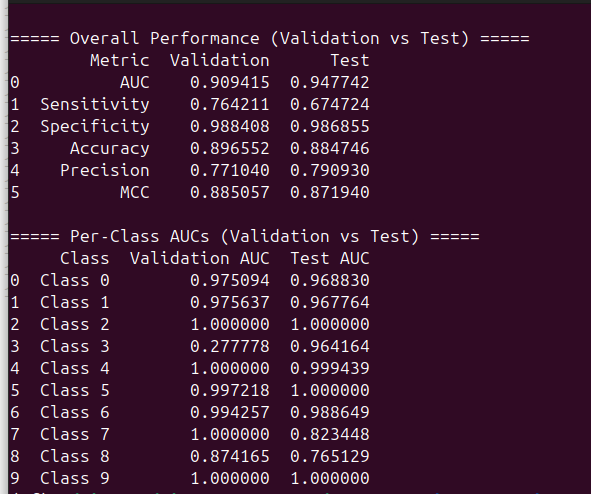 ===== Overall Performance (Validation vs Test) =====
Metric Validation Test
0 AUC 0.909415 0.947742
1 Sensitivity 0.764211 0.674724
2 Specificity 0.988408 0.986855
3 Accuracy 0.896552 0.884746
4 Precision 0.771040 0.790930
5 MCC 0.885057 0.871940
===== Per-Class AUCs (Validation vs Test) =====
Class Validation AUC Test AUC
0 Class 0 0.975094 0.968830
1 Class 1 0.975637 0.967764
2 Class 2 1.000000 1.000000
3 Class 3 0.277778 0.964164
4 Class 4 1.000000 0.999439
5 Class 5 0.997218 1.000000
6 Class 6 0.994257 0.988649
7 Class 7 1.000000 0.823448
8 Class 8 0.874165 0.765129
9 Class 9 1.000000 1.000000